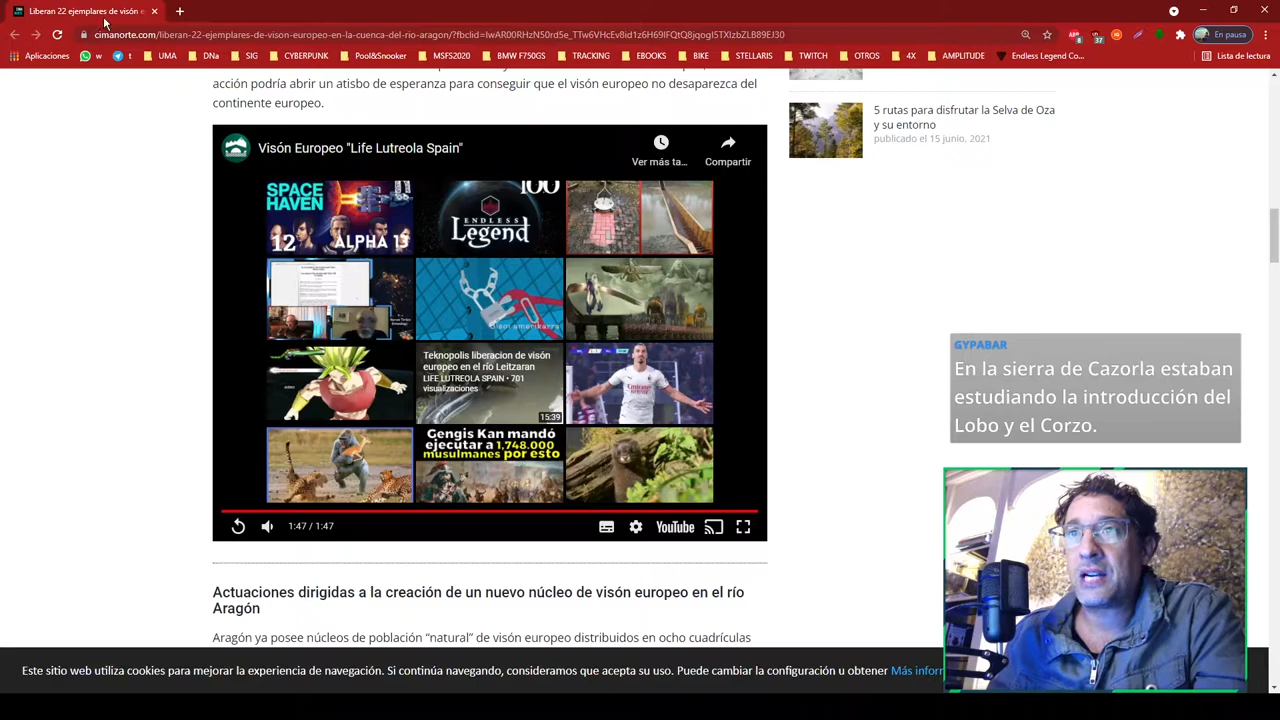 Liberan 22 ejemplares de visón e
cimanorte.com/liberan-22-ejemplares-de-vison-europeo-en-la-cuenca-del-rio-aragon/?fbclid=IwAR00RHzN50rd5e_TTw6VHcEv8id1z6H69lFQtQ8jqogI5TXlzbZLB89EJ30
En pausa
Aplicaciones
w
t
UMA
DNa
SIG
CYBERPUNK
Pool&Snooker
MSFS2020
BMW F750GS
TRACKING
EBOOKS
BIKE
STELLARIS
TWITCH
OTROS
4X
AMPLITUDE
Endless Legend Co...
Lista de lectura
acción podría abrir un atisbo de esperanza para conseguir que el visón europeo no desaparezca del
continente europeo.
5 rutas para disfrutar la Selva de Oza
y su entorno
publicado el 15 junio, 2021
Visón Europeo "Life Lutreola Spain"
Ver más ta...
Compartir
SPACE
HAVEN
12 ALPHA 13
100
ENDLESS
Legend
Teknopolis liberacion de visón
europeo en el río Leitzaran
LIFE LUTREOLA SPAIN • 701
visualizaciones
15:39
Gengis Kan mandó
ejecutar a 1,748.000
musulmanes por esto
1:47 / 1:47
YouTube
GYPABAR
En la sierra de Cazorla estaban
estudiando la introducción del
Lobo y el Corzo.
Actuaciones dirigidas a la creación de un nuevo núcleo de visón europeo en el río
Aragón
Aragón ya posee núcleos de población “natural” de visón europeo distribuidos en ocho cuadrículas
Este sitio web utiliza cookies para mejorar la experiencia de navegación. Si continúa navegando, consideramos que acepta su uso. Puede cambiar la configuración u obtener Más inform